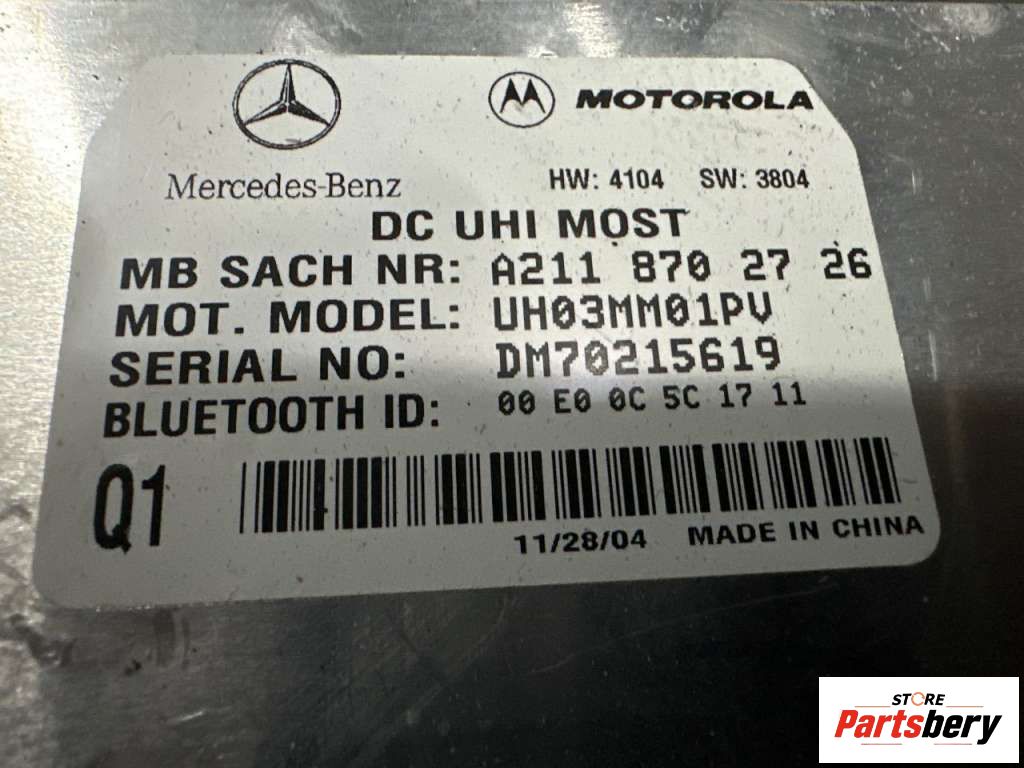 MOTOROLA
Mercedes-Benz
HW: 4104 SW: 3804
DC UHI MOST
MB SACH NR: A211 870 27 26
MOT. MODEL: UH03MM01PV
SERIAL NO: DM70215619
BLUETOOTH ID: 00 E0 0C 5C 17 11
Q1
11/28/04 MADE IN CHINA
STORE
Partsbery